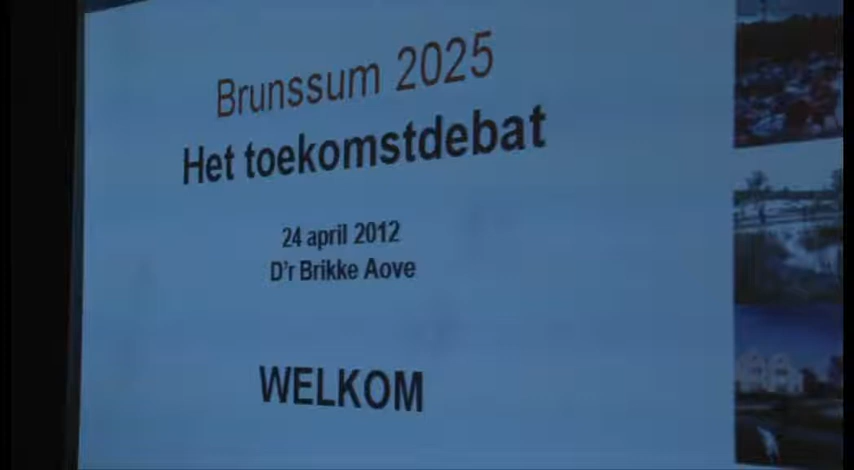 Brunssum 2025
Het toekomstdebat
24 april 2012
D'r Brikke Aove
WELKOM